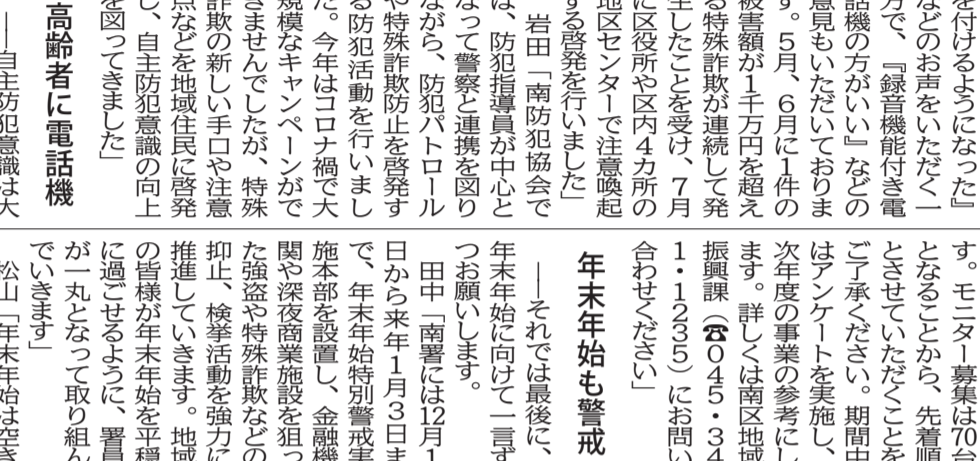 を付けるようになった』
などのお声をいただく一
方で、『録音機能付き電
話機の方がいい』などの
意見もいただいておりま
す。5月、6月に1件の
被害額が1千万円を超え
る特殊詐欺が連続して発
生したことを受け、7月
に区役所や区内4カ所の
地区センターで注意喚起
する啓発を行いました」
岩田「南防犯協会で
は、防犯指導員が中心と
なって警察と連携を図り
ながら、防犯パトロール
や特殊詐欺防止を啓発す
る防犯活動を行いまし
た。今年はコロナ禍で大
規模なキャンペーンがで
きませんでしたが、特殊
詐欺の新しい手口や注意
点などを地域住民に啓発
し、自主防犯意識の向上
を図ってきました」
高齢者に電話機
――自主防犯意識は大
す。モニター募集は70台
となることから、先着順
とさせていただくことを
ご了承ください。期間中
はアンケートを実施し、
次年度の事業の参考にし
ます。詳しくは南区地域
振興課(☎045・34
1・1235)にお問い
合わせください」
年末年始も警戒
――それでは最後に、
年末年始に向けて一言ず
つお願いします。
田中「南署には12月1
日から来年1月3日ま
で、年末年始特別警戒実
施本部を設置し、金融機
関や深夜商業施設を狙っ
た強盗や特殊詐欺などの
抑止、検挙活動を強力に
推進していきます。地域
の皆様が年末年始を平穏
に過ごせるように、署員
が一丸となって取り組ん
でいきます」
松山「年末年始は空き